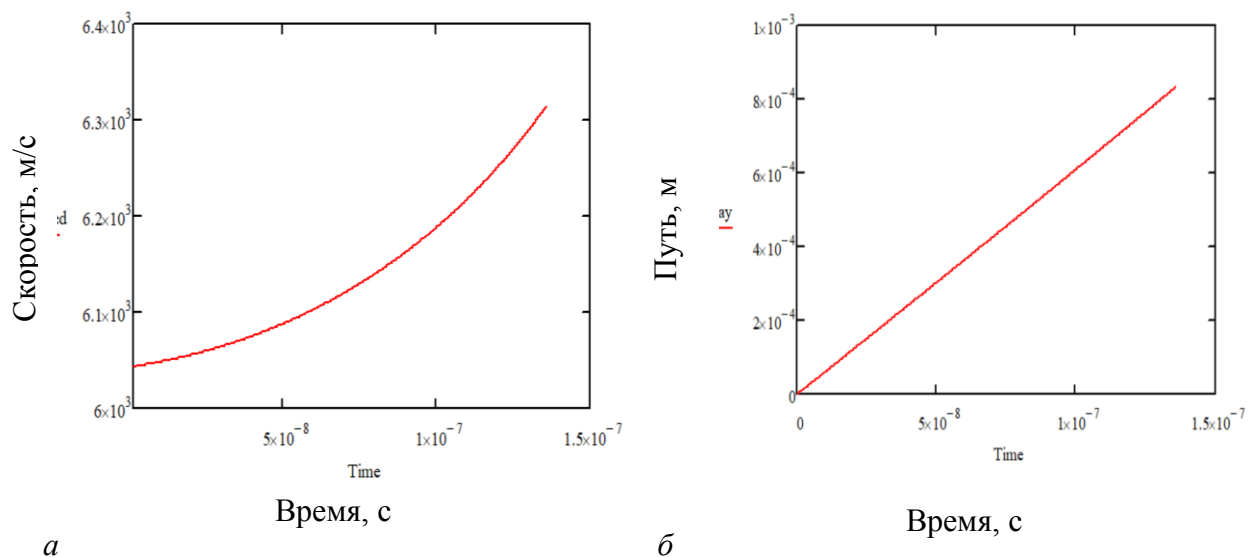 Скорость, м/с
6.4×10³
6.3×10³
6.2×10³
6.1×10³
6×10³
ed
5×10⁻⁸
1×10⁻⁷
1.5×10⁻⁷
Time
Время, с
а
Путь, м
1×10⁻³
8×10⁻⁴
6×10⁻⁴
4×10⁻⁴
2×10⁻⁴
0
ay
0
5×10⁻⁸
1×10⁻⁷
1.5×10⁻⁷
Time
Время, с
б